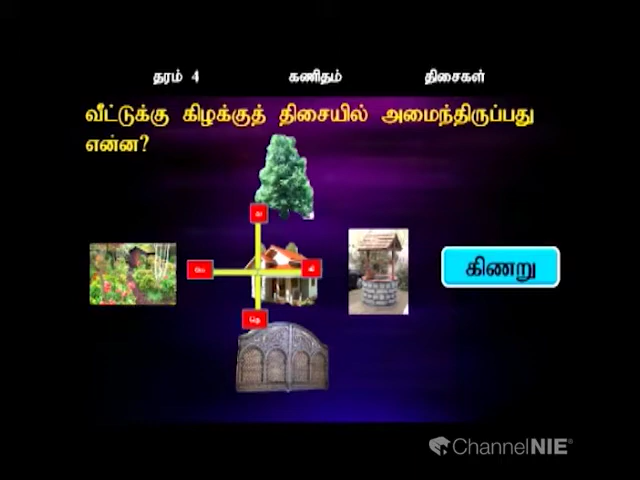 தரம் 4 கணிதம் திசைகள்
வீட்டுக்கு கிழக்குத் திசையில் அமைந்திருப்பது
என்ன?
வ
மே
கி
தெ
கிணறு
ChannelNIE